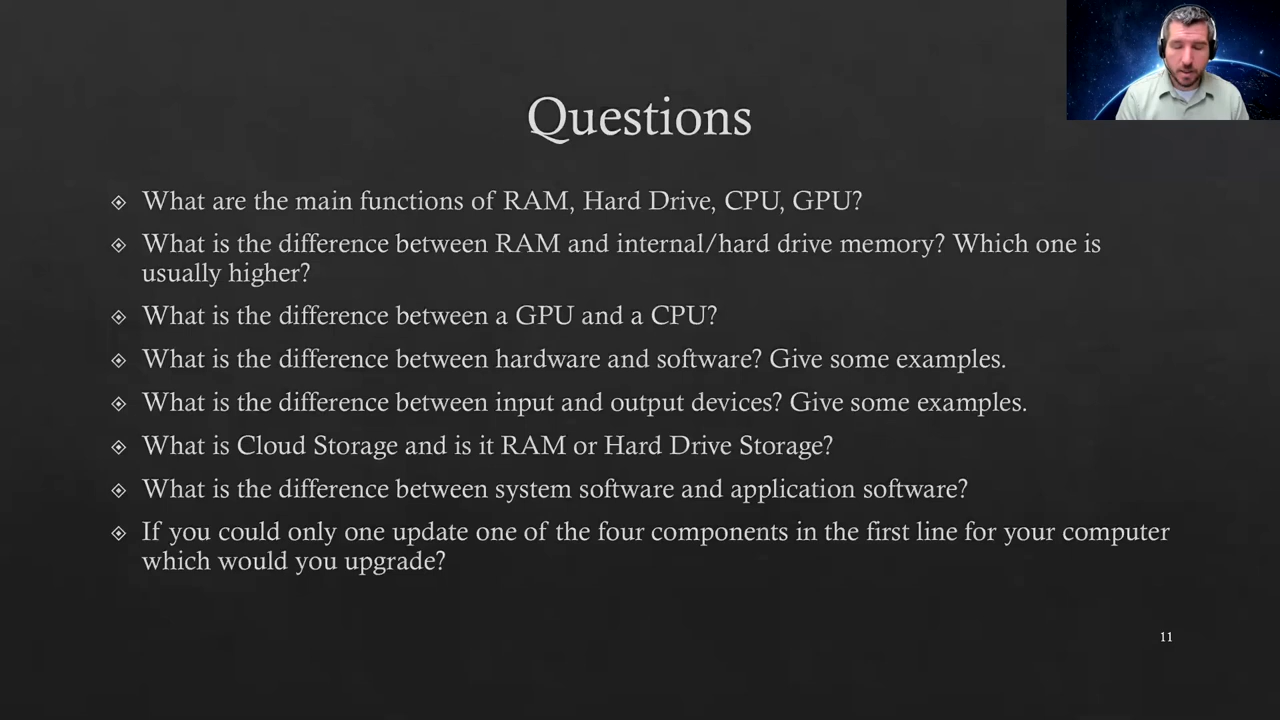 Questions
What are the main functions of RAM, Hard Drive, CPU, GPU?
What is the difference between RAM and internal/hard drive memory? Which one is
usually higher?
What is the difference between a GPU and a CPU?
What is the difference between hardware and software? Give some examples.
What is the difference between input and output devices? Give some examples.
What is Cloud Storage and is it RAM or Hard Drive Storage?
What is the difference between system software and application software?
If you could only one update one of the four components in the first line for your computer
which would you upgrade?
11